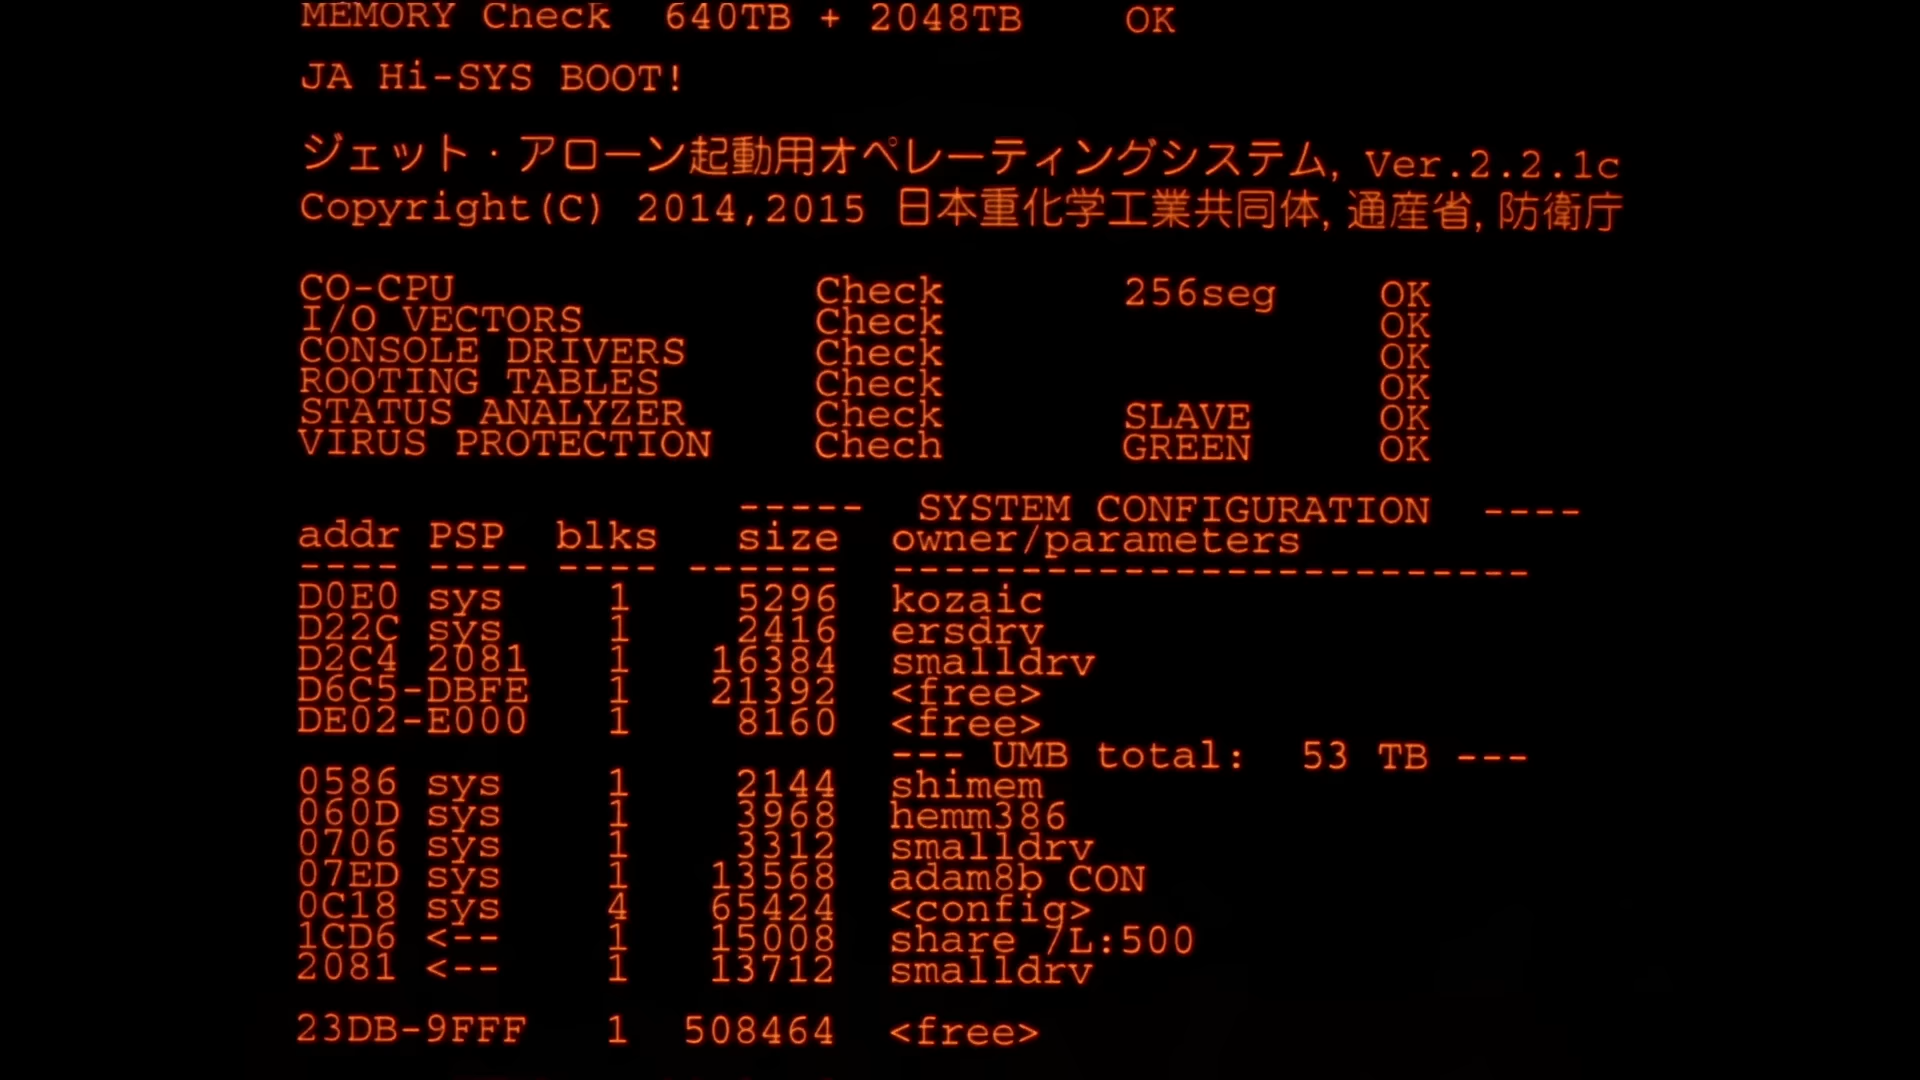 MEMORY Check 640TB + 2048TB OK
JA Hi-SYS BOOT!
ジェット・アローン起動用オペレーティングシステム, Ver.2.2.1c
Copyright(C) 2014,2015 日本重化学工業共同体, 通産省, 防衛庁
CO-CPU Check 256seg OK
I/O VECTORS Check OK
CONSOLE DRIVERS Check OK
ROOTING TABLES Check OK
STATUS ANALYZER Check SLAVE OK
VIRUS PROTECTION Chech GREEN OK
----- SYSTEM CONFIGURATION ----
addr PSP blks size owner/parameters
---- ---- ---- ------ -------------------------
D0E0 sys 1 5296 kozaic
D22C sys 1 2416 ersdrv
D2C4 2081 1 16384 smalldrv
D6C5-DBFE 1 21392 <free>
DE02-E000 1 8160 <free>
--- UMB total: 53 TB ---
0586 sys 1 2144 shimem
060D sys 1 3968 hemm386
0706 sys 1 3312 smalldrv
07ED sys 1 13568 adam8b CON
0C18 sys 4 65424 <config>
1CD6 <-- 1 15008 share /L:500
2081 <-- 1 13712 smalldrv
23DB-9FFF 1 508464 <free>